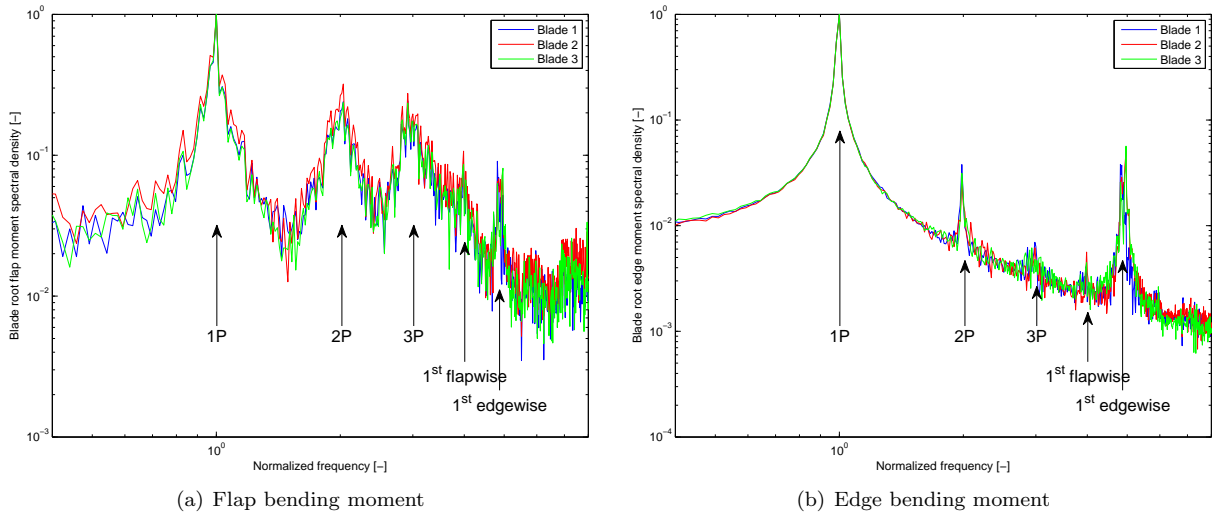 10^0
10^-1
10^-2
10^-3
Blade root flap moment spectral density [-]
Blade 1
Blade 2
Blade 3
1P
2P
3P
1st flapwise
1st edgewise
10^0
Normalized frequency [-]
(a) Flap bending moment
10^0
10^-1
10^-2
10^-3
10^-4
Blade root edge moment spectral density [-]
Blade 1
Blade 2
Blade 3
1P
2P
3P
1st flapwise
1st edgewise
10^0
Normalized frequency [-]
(b) Edge bending moment